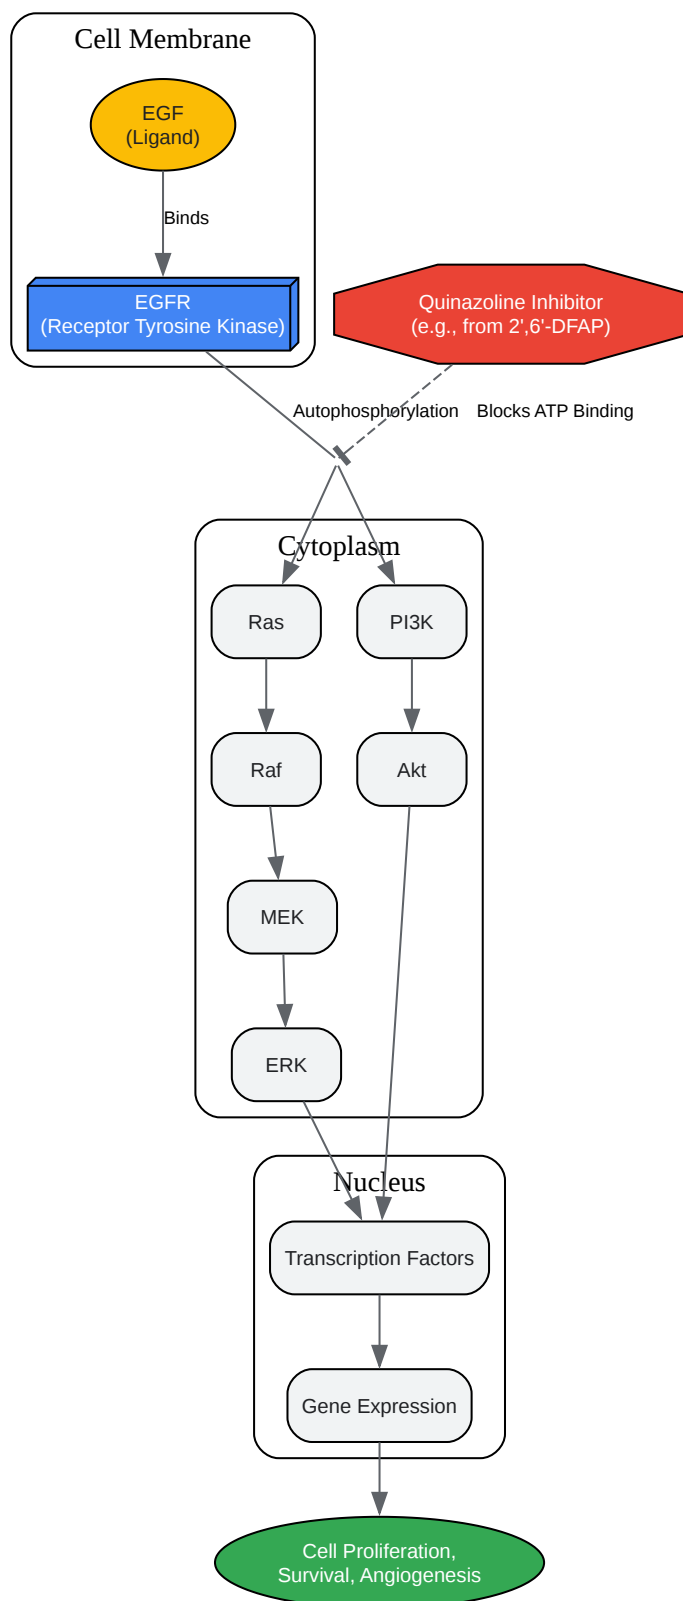 Cell Membrane
EGF
(Ligand)
Binds
EGFR
(Receptor Tyrosine Kinase)
Quinazoline Inhibitor
(e.g., from 2',6'-DFAP)
Autophosphorylation
Blocks ATP Binding
Cytoplasm
Ras
PI3K
Raf
Akt
MEK
ERK
Nucleus
Transcription Factors
Gene Expression
Cell Proliferation,
Survival, Angiogenesis